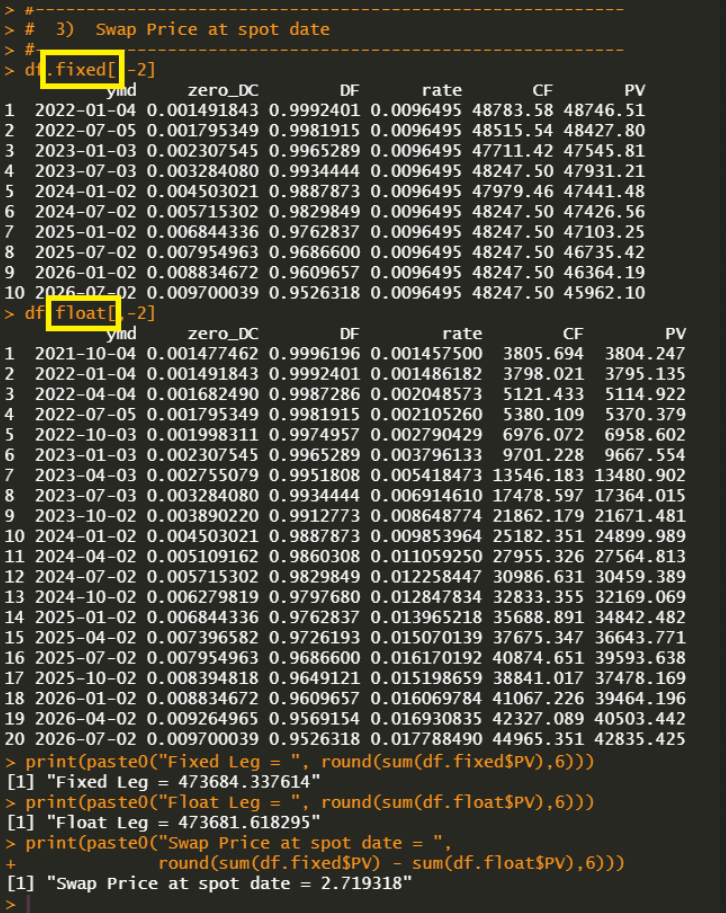 > #-----------------------------------------------------
> #  3)  Swap Price at spot date
> #-----------------------------------------------------
> df.fixed[,-2]
          ymd     zero_DC        DF      rate       CF       PV
1  2022-01-04 0.001491843 0.9992401 0.0096495 48783.58 48746.51
2  2022-07-05 0.001795349 0.9981915 0.0096495 48515.54 48427.80
3  2023-01-03 0.002307545 0.9965289 0.0096495 47711.42 47545.81
4  2023-07-03 0.003284080 0.9934444 0.0096495 48247.50 47931.21
5  2024-01-02 0.004503021 0.9887873 0.0096495 47979.46 47441.48
6  2024-07-02 0.005715302 0.9829849 0.0096495 48247.50 47426.56
7  2025-01-02 0.006844336 0.9762837 0.0096495 48247.50 47103.25
8  2025-07-02 0.007954963 0.9686600 0.0096495 48247.50 46735.42
9  2026-01-02 0.008834672 0.9609657 0.0096495 48247.50 46364.19
10 2026-07-02 0.009700039 0.9526318 0.0096495 48247.50 45962.10
> df.float[,-2]
          ymd     zero_DC        DF        rate        CF        PV
1  2021-10-04 0.001477462 0.9996196 0.001457500  3805.694  3804.247
2  2022-01-04 0.001491843 0.9992401 0.001486182  3798.021  3795.135
3  2022-04-04 0.001682490 0.9987286 0.002048573  5121.433  5114.922
4  2022-07-05 0.001795349 0.9981915 0.002105260  5380.109  5370.379
5  2022-10-03 0.001998311 0.9974957 0.002790429  6976.072  6958.602
6  2023-01-03 0.002307545 0.9965289 0.003796133  9701.228  9667.554
7  2023-04-03 0.002755079 0.9951808 0.005418473 13546.183 13480.902
8  2023-07-03 0.003284080 0.9934444 0.006914610 17478.597 17364.015
9  2023-10-02 0.003890220 0.9912773 0.008648774 21862.179 21671.481
10 2024-01-02 0.004503021 0.9887873 0.009853964 25182.351 24899.989
11 2024-04-02 0.005109162 0.9860308 0.011059250 27955.326 27564.813
12 2024-07-02 0.005715302 0.9829849 0.012258447 30986.631 30459.389
13 2024-10-02 0.006279819 0.9797680 0.012847834 32833.355 32169.069
14 2025-01-02 0.006844336 0.9762837 0.013965218 35688.891 34842.482
15 2025-04-02 0.007396582 0.9726193 0.015070139 37675.347 36643.771
16 2025-07-02 0.007954963 0.9686600 0.016170192 40874.651 39593.638
17 2025-10-02 0.008394818 0.9649121 0.015198659 38841.017 37478.169
18 2026-01-02 0.008834672 0.9609657 0.016069784 41067.226 39464.196
19 2026-04-02 0.009264965 0.9569154 0.016930835 42327.089 40503.442
20 2026-07-02 0.009700039 0.9526318 0.017788490 44965.351 42835.425
> print(paste0("Fixed Leg = ", round(sum(df.fixed$PV),6)))
[1] "Fixed Leg = 473684.337614"
> print(paste0("Float Leg = ", round(sum(df.float$PV),6)))
[1] "Float Leg = 473681.618295"
> print(paste0("Swap Price at spot date = ",
+              round(sum(df.fixed$PV) - sum(df.float$PV),6)))
[1] "Swap Price at spot date = 2.719318"
>